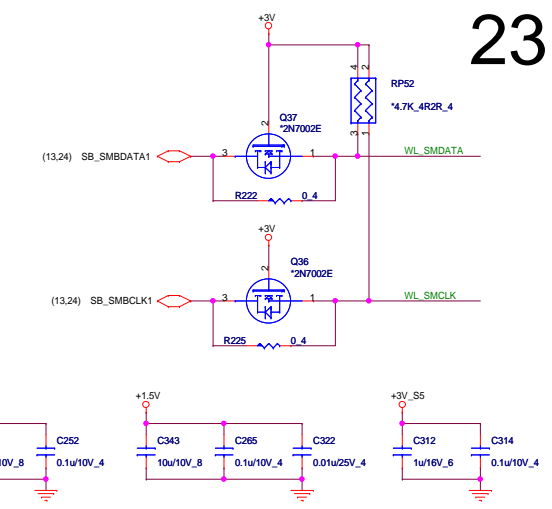 23
+3V
4 2
RP52
*4.7K_4R2R_4
3 1
Q37
*2N7002E
2
(13,24) SB_SMBDATA1
3
1
WL_SMDATA
R222
0_4
+3V
Q36
*2N7002E
2
(13,24) SB_SMBCLK1
3
1
WL_SMCLK
R225
0_4
+1.5V
+3V_S5
C252
C343
C265
C322
C312
C314
0.1u/10V_4
10u/10V_8
0.1u/10V_4
0.01u/25V_4
1u/16V_6
0.1u/10V_4